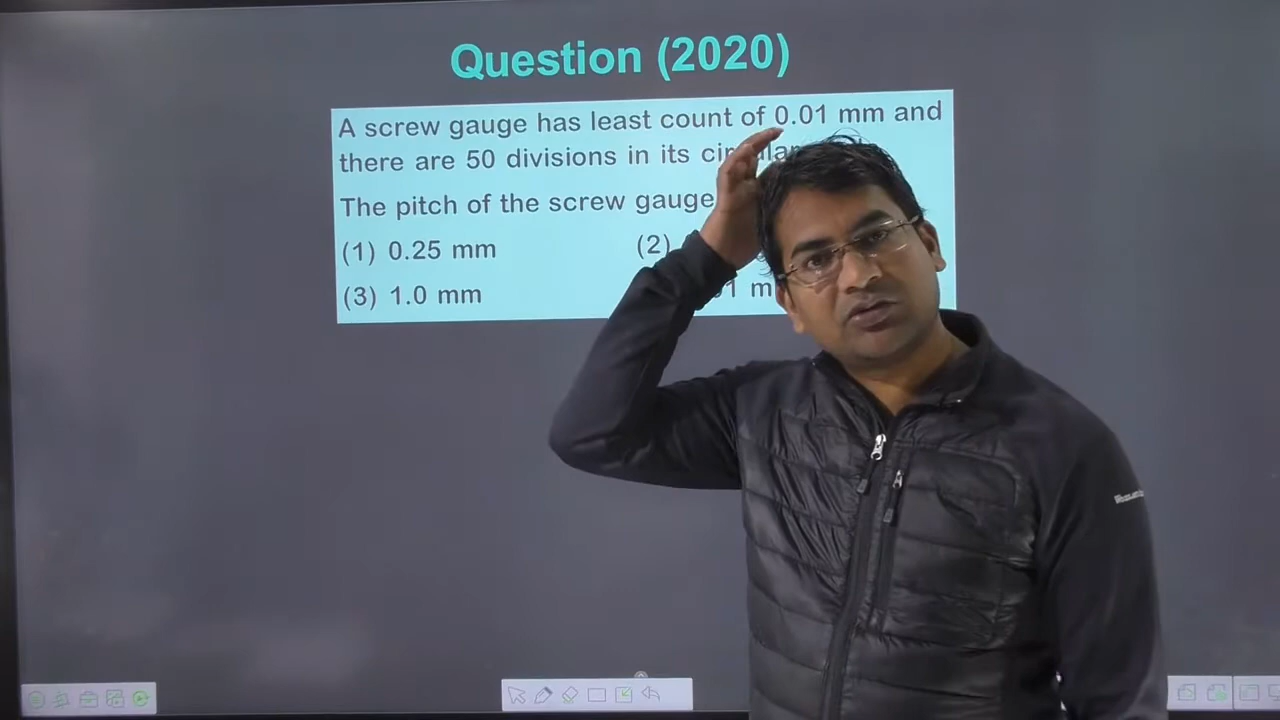 Question (2020)
A screw gauge has least count of 0.01 mm and
there are 50 divisions in its
The pitch of the screw gauge
(1) 0.25 mm
(2)
(3) 1.0 mm